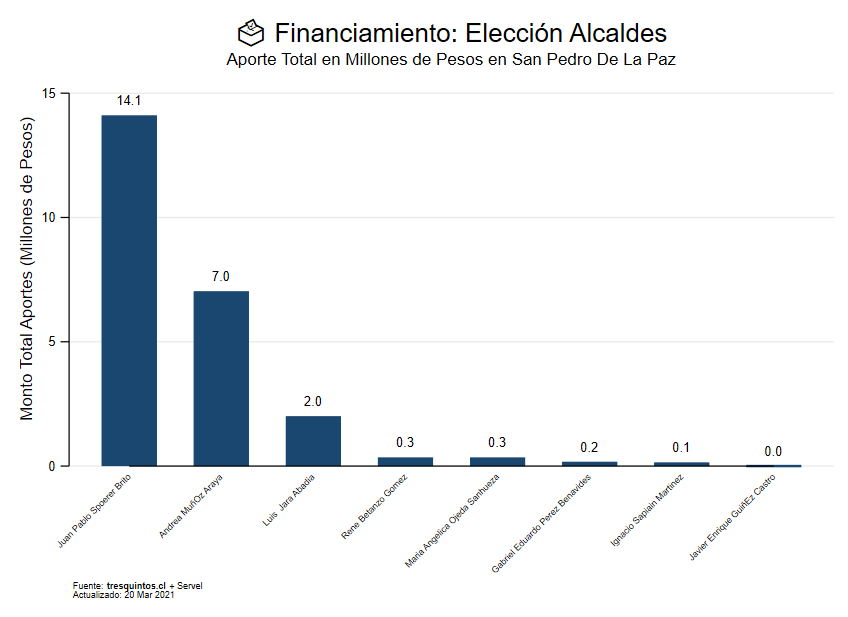 Financiamiento: Elección Alcaldes
Aporte Total en Millones de Pesos en San Pedro De La Paz
Monto Total Aportes (Millones de Pesos)
15
10
5
0
14.1
7.0
2.0
0.3
0.3
0.2
0.1
0.0
Juan Pablo Spoerer Brito
Andrea MuñOz Araya
Luis Jara Abadia
Rene Betanzo Gomez
Maria Angelica Ojeda Sanhueza
Gabriel Eduardo Perez Benavides
Ignacio Saplain Martinez
Javier Enrique GuiñEz Castro
Fuente: tresquintos.cl + Servel
Actualizado: 20 Mar 2021